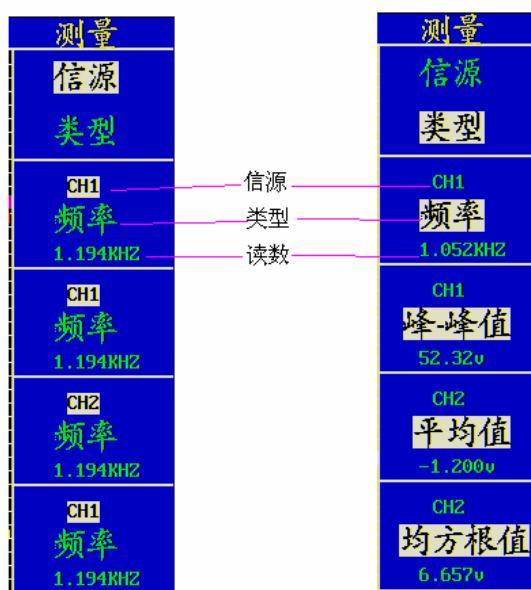 测量
信源
类型
CH1
频率
1.194KHZ
CH1
频率
1.194KHZ
CH2
频率
1.194KHZ
CH1
频率
1.194KHZ
信源
类型
读数
测量
信源
类型
CH1
频率
1.052KHZ
CH1
峰-峰值
52.32v
CH2
平均值
-1.200v
CH2
均方根值
6.657v